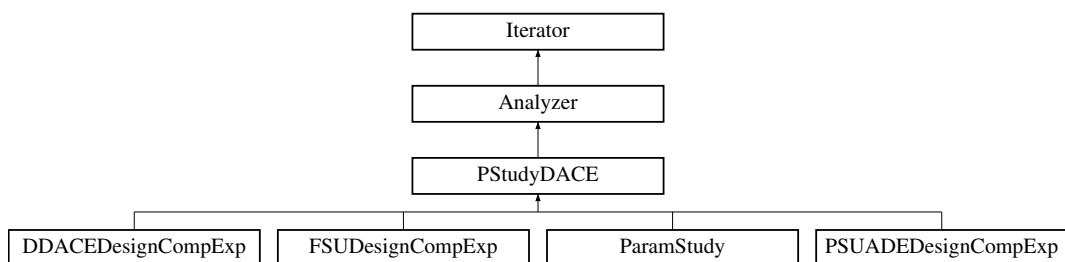 Iterator
Analyzer
PStudyDACE
DDACEDesignCompExp FSUDesignCompExp ParamStudy PSUADEDesignCompExp